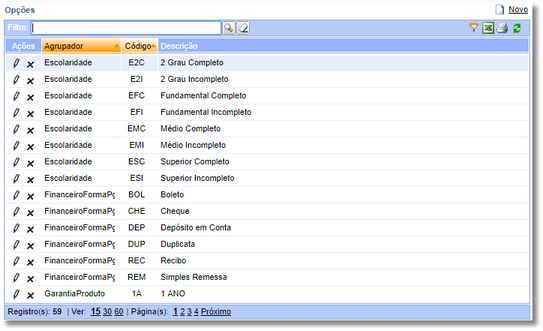 Opções Novo
Filtro:
Ações Agrupador Código Descrição
Escolaridade E2C 2 Grau Completo
Escolaridade E2I 2 Grau Incompleto
Escolaridade EFC Fundamental Completo
Escolaridade EFI Fundamental Incompleto
Escolaridade EMC Médio Completo
Escolaridade EMI Médio Incompleto
Escolaridade ESC Superior Completo
Escolaridade ESI Superior Incompleto
FinanceiroFormaPg BOL Boleto
FinanceiroFormaPg CHE Cheque
FinanceiroFormaPg DEP Depósito em Conta
FinanceiroFormaPg DUP Duplicata
FinanceiroFormaPg REC Recibo
FinanceiroFormaPg REM Simples Remessa
GarantiaProduto 1A 1 ANO
Registro(s): 59 | Ver: 15 30 60 | Página(s): 1 2 3 4 Próximo